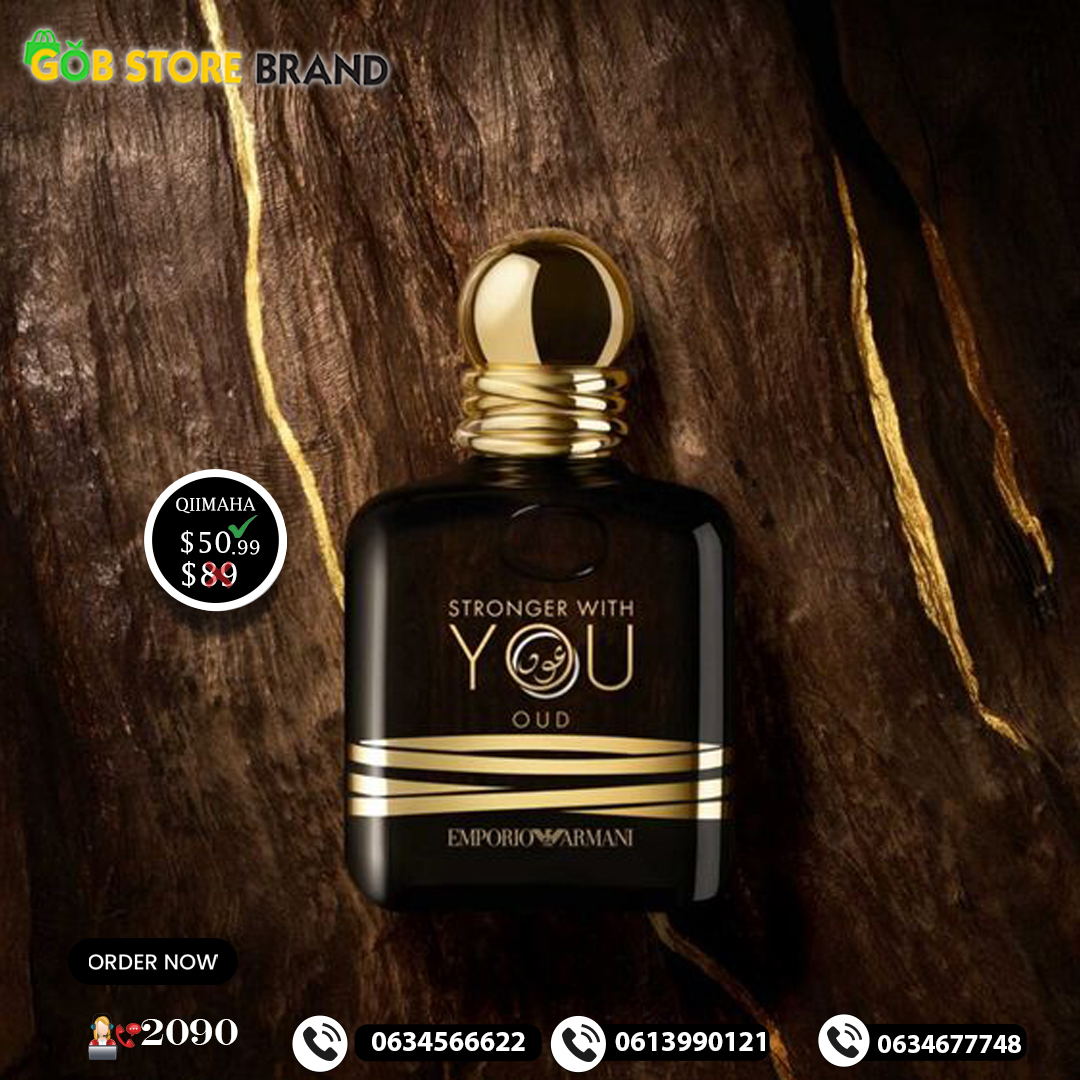 GOB STORE BRAND
QIIMAHA
$50.99
$89
STRONGER WITH
YOU
عود
OUD
EMPORIO ARMANI
ORDER NOW
2090
0634566622
0613990121
0634677748